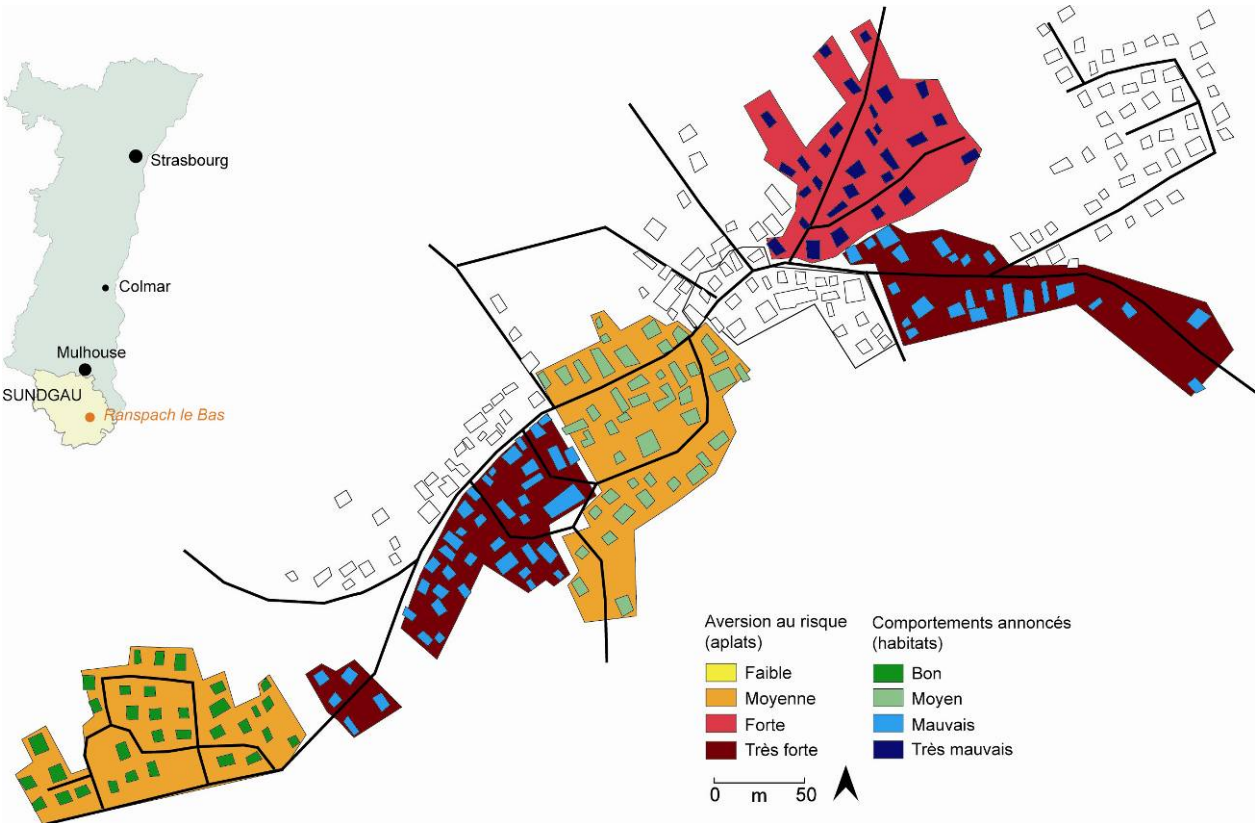 Strasbourg
Colmar
Mulhouse
SUNDGAU
Ranspach le Bas
Aversion au risque
(aplats)
Faible
Moyenne
Forte
Très forte
Comportements annoncés
(habitats)
Bon
Moyen
Mauvais
Très mauvais
0 m 50